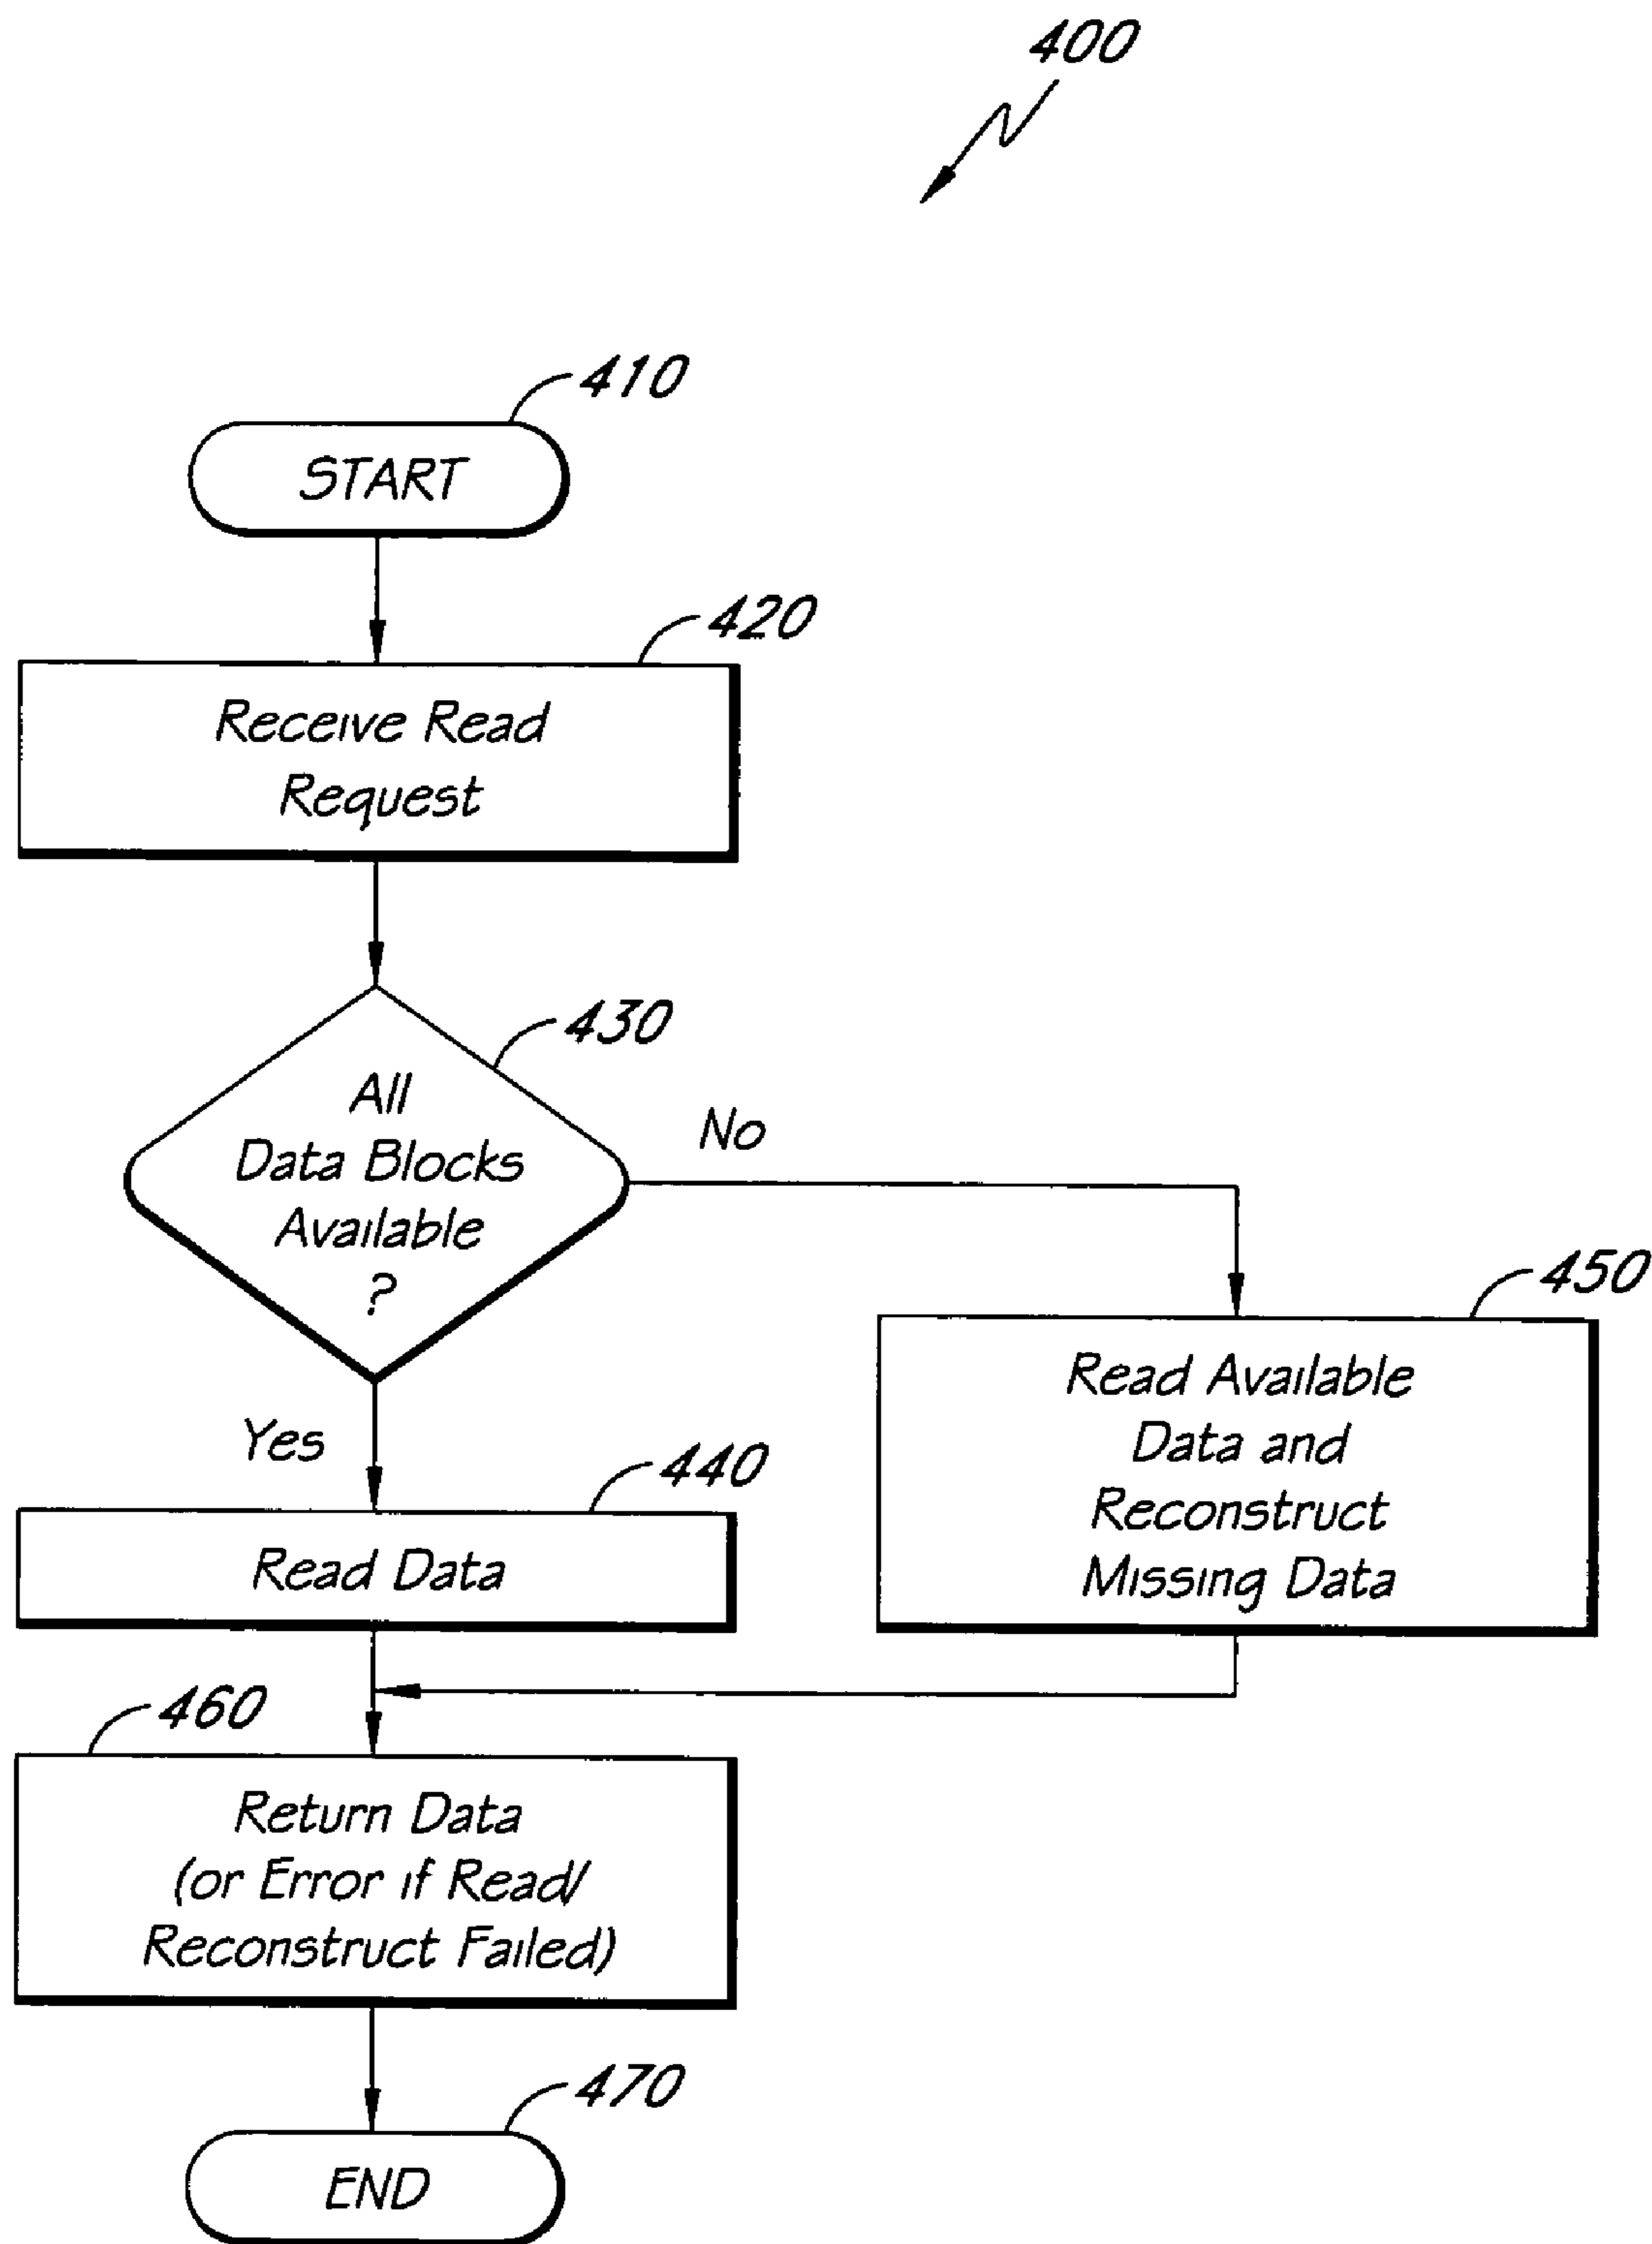 400
410
START
420
Receive Read
Request
430
All
Data Blocks
Available
?
No
Yes
440
Read Data
450
Read Available
Data and
Reconstruct
Missing Data
460
Return Data
(or Error if Read/
Reconstruct Failed)
470
END